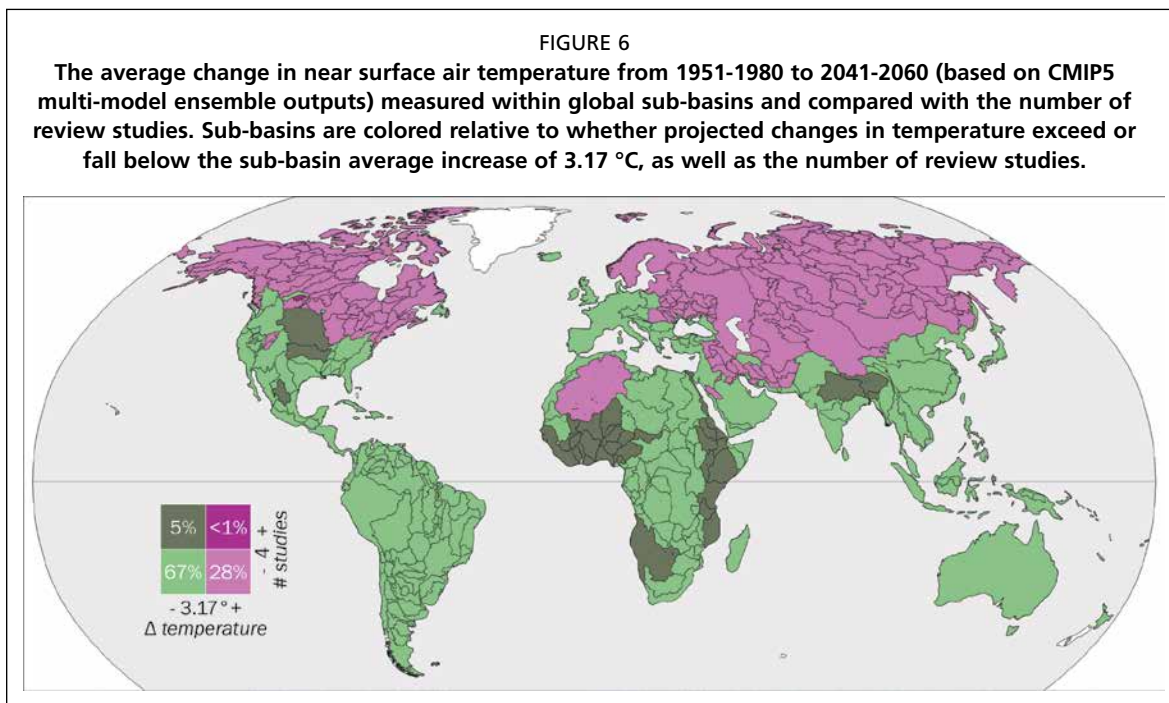 FIGURE 6
The average change in near surface air temperature from 1951-1980 to 2041-2060 (based on CMIP5
multi-model ensemble outputs) measured within global sub-basins and compared with the number of
review studies. Sub-basins are colored relative to whether projected changes in temperature exceed or
fall below the sub-basin average increase of 3.17 °C, as well as the number of review studies.
5% <1%
67% 28%
- 4 +
# studies
- 3.17° +
Δ temperature